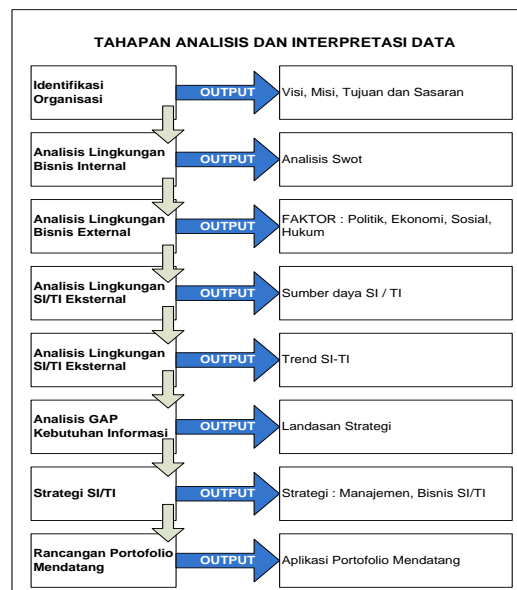 TAHAPAN ANALISIS DAN INTERPRETASI DATA
Identifikasi
Organisasi
OUTPUT
Visi, Misi, Tujuan dan Sasaran
Analisis Lingkungan
Bisnis Internal
OUTPUT
Analisis Swot
Analisis Lingkungan
Bisnis External
OUTPUT
FAKTOR : Politik, Ekonomi, Sosial,
Hukum
Analisis Lingkungan
SI/TI Eksternal
OUTPUT
Sumber daya SI / TI
Analisis Lingkungan
SI/TI Eksternal
OUTPUT
Trend SI-TI
Analisis GAP
Kebutuhan Informasi
OUTPUT
Landasan Strategi
Strategi SI/TI
OUTPUT
Strategi : Manajemen, Bisnis SI/TI
Rancangan Portofolio
Mendatang
OUTPUT
Aplikasi Portofolio Mendatang